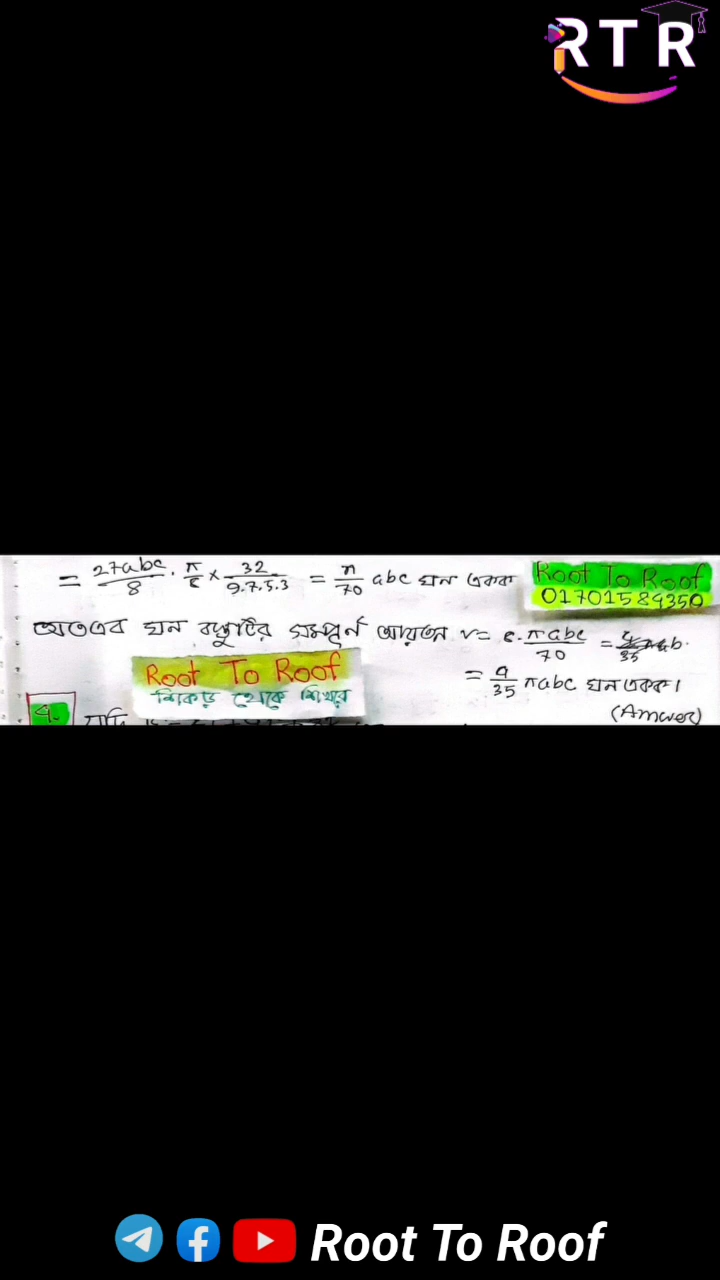 RTR
= 27abc/8 · π/8 × 32/9.7.5.3 = π/70 abc ঘন একক
Root To Roof
01701584350
অতএব ঘন বস্তুটির সম্পূর্ন আয়তন v = 8 · πabc/70
= 4/35 πabc ঘন একক।
Root To Roof
শিকড় থেকে শিখরে
(Answer)
যদি
Root To Roof